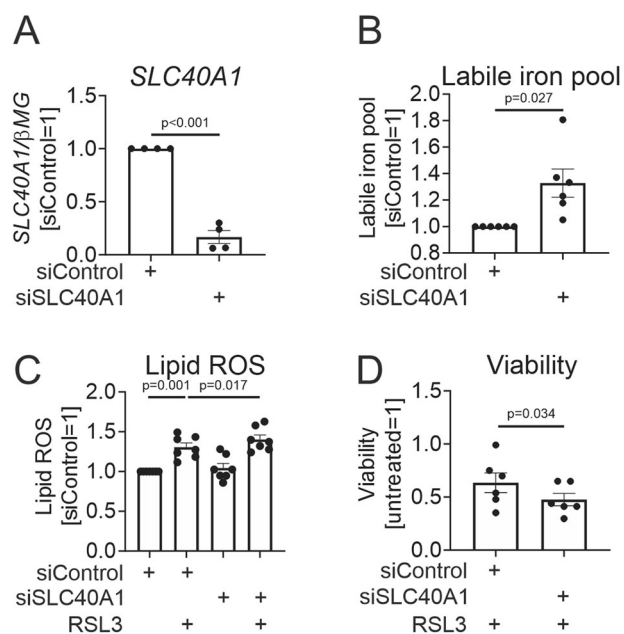 A
SLC40A1
SLC40A1/βMG
[siControl=1]
1.5
1.0
0.5
0.0
p<0.001
siControl +
siSLC40A1 +
B
Labile iron pool
Labile iron pool
[siControl=1]
2.0
1.8
1.6
1.4
1.2
1.0
0.8
p=0.027
siControl +
siSLC40A1 +
C
Lipid ROS
Lipid ROS
[siControl=1]
2.0
1.5
1.0
0.5
0.0
p=0.001 p=0.017
siControl + +
siSLC40A1 + +
RSL3 + +
D
Viability
Viability
[untreated=1]
1.5
1.0
0.5
0.0
p=0.034
siControl +
siSLC40A1 +
RSL3 + +